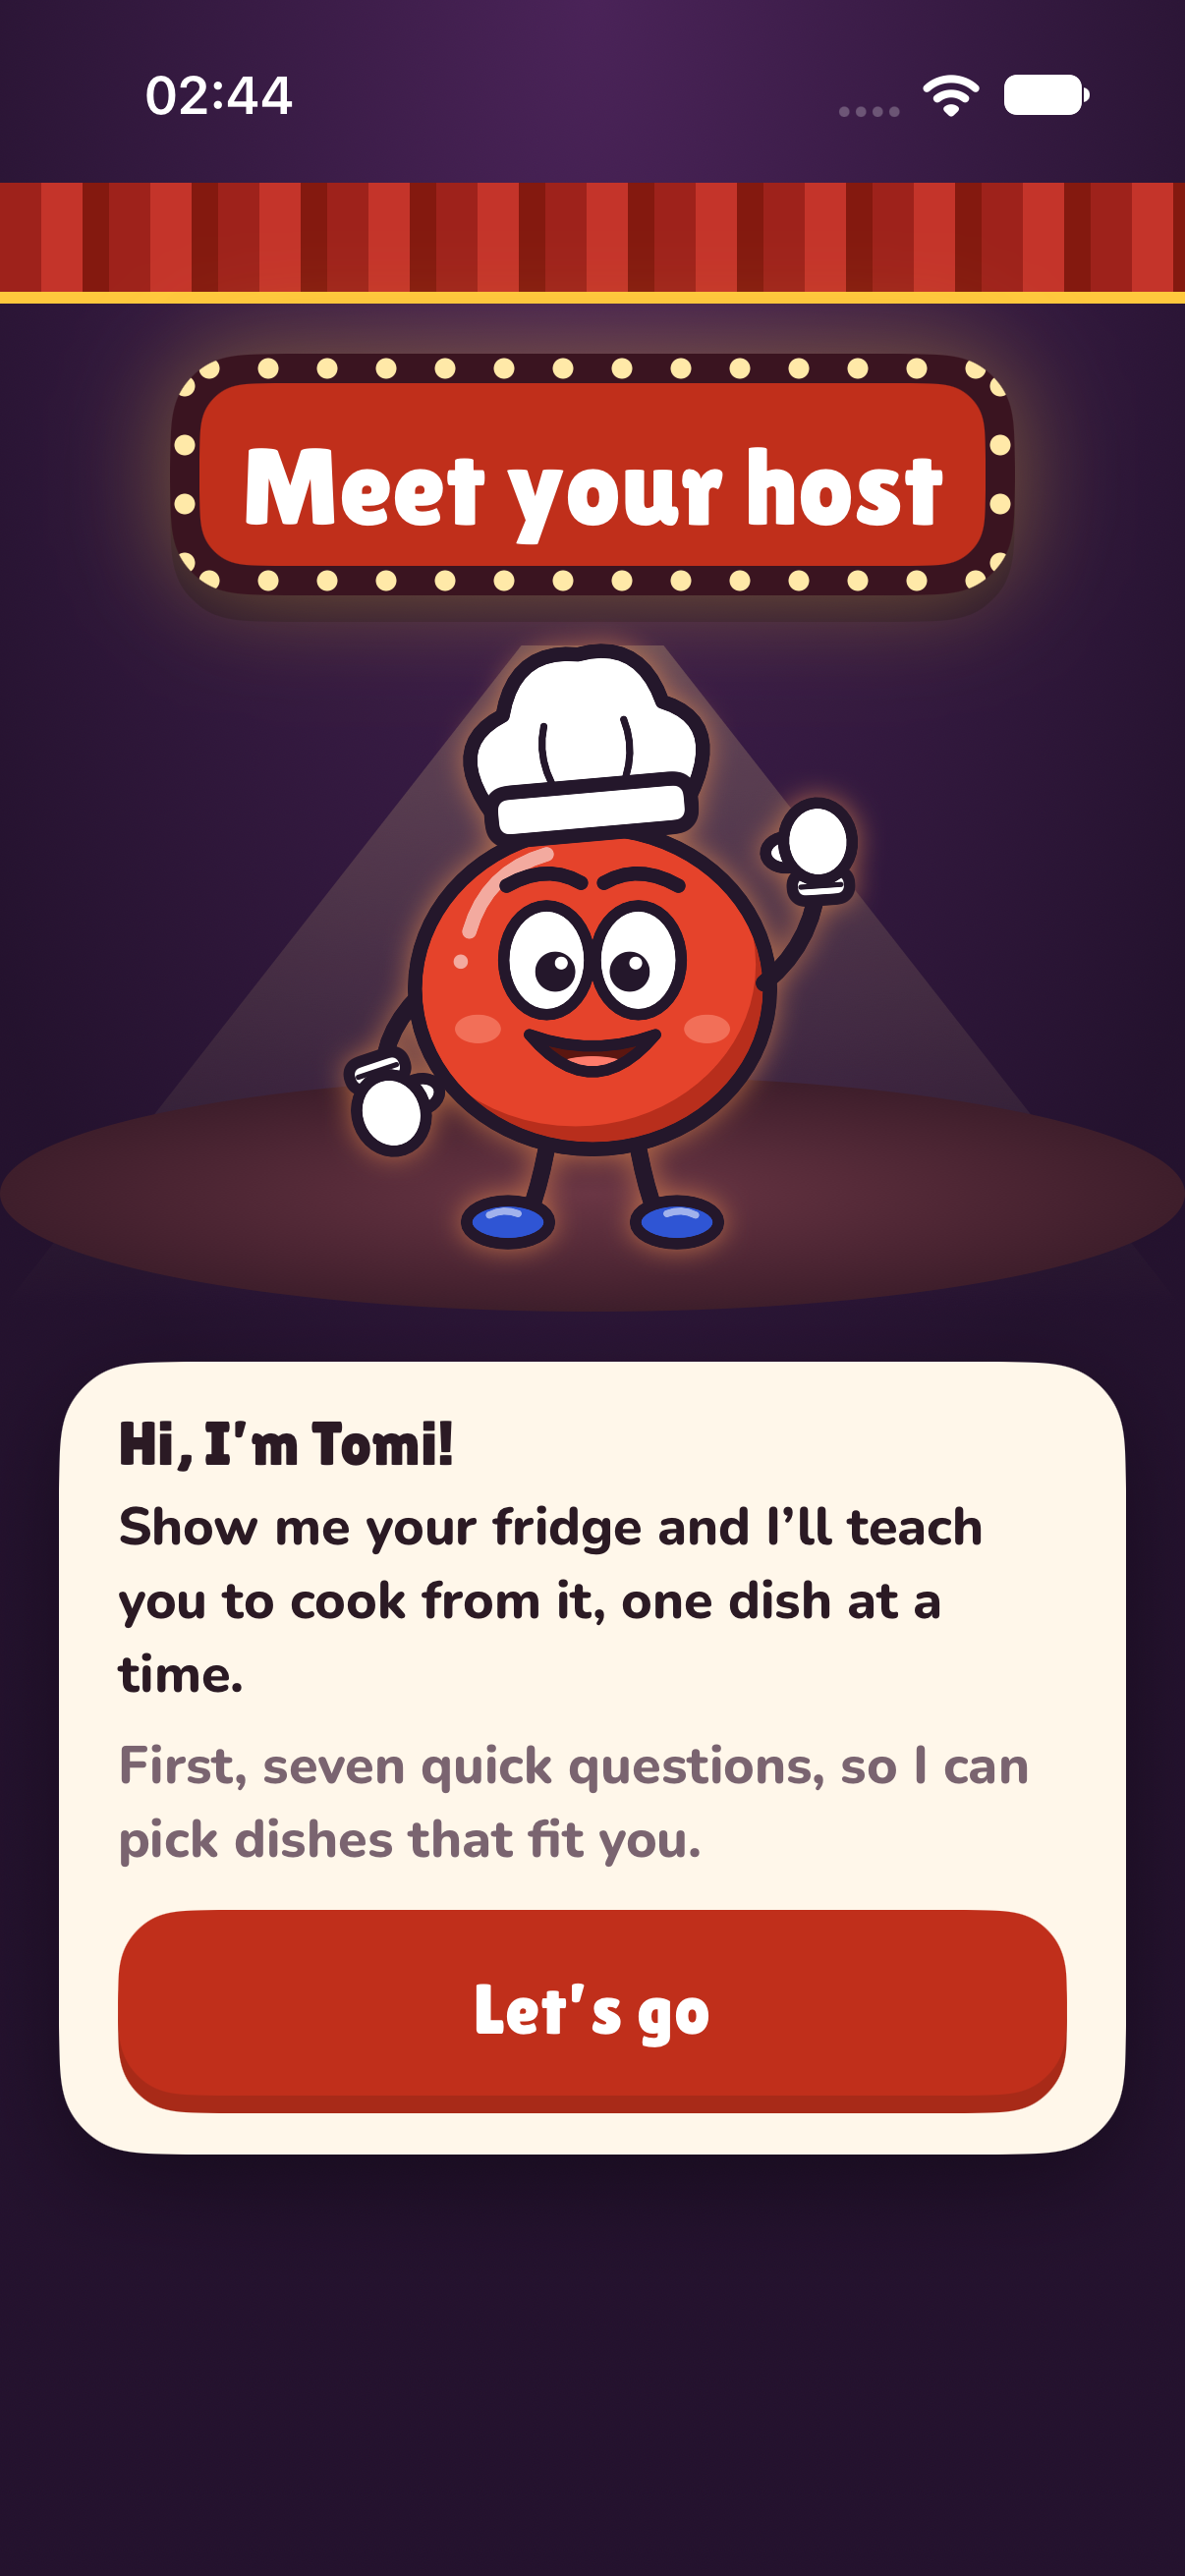 02:44
Meet your host
Hi, I'm Tomi!
Show me your fridge and I’ll teach
you to cook from it, one dish at a
time.
First, seven quick questions, so I can
pick dishes that fit you.
Let's go